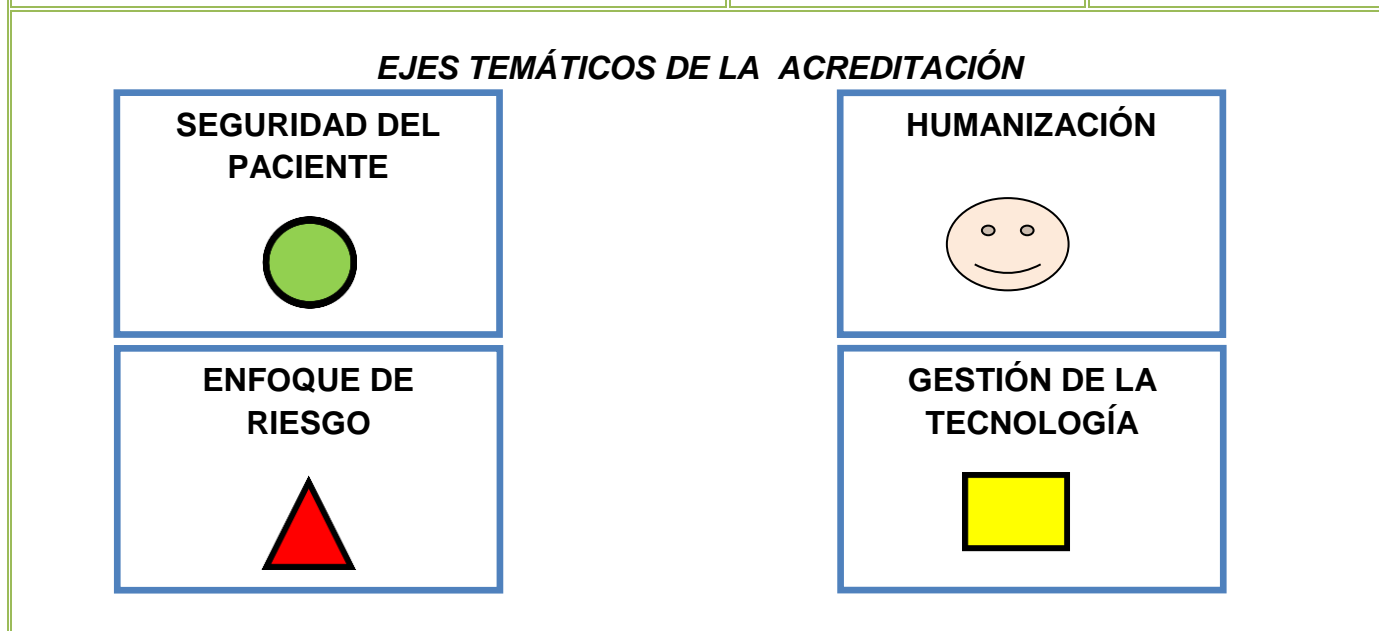 EJES TEMÁTICOS DE LA  ACREDITACIÓN
SEGURIDAD DEL
PACIENTE
HUMANIZACIÓN
ENFOQUE DE
RIESGO
GESTIÓN DE LA
TECNOLOGÍA